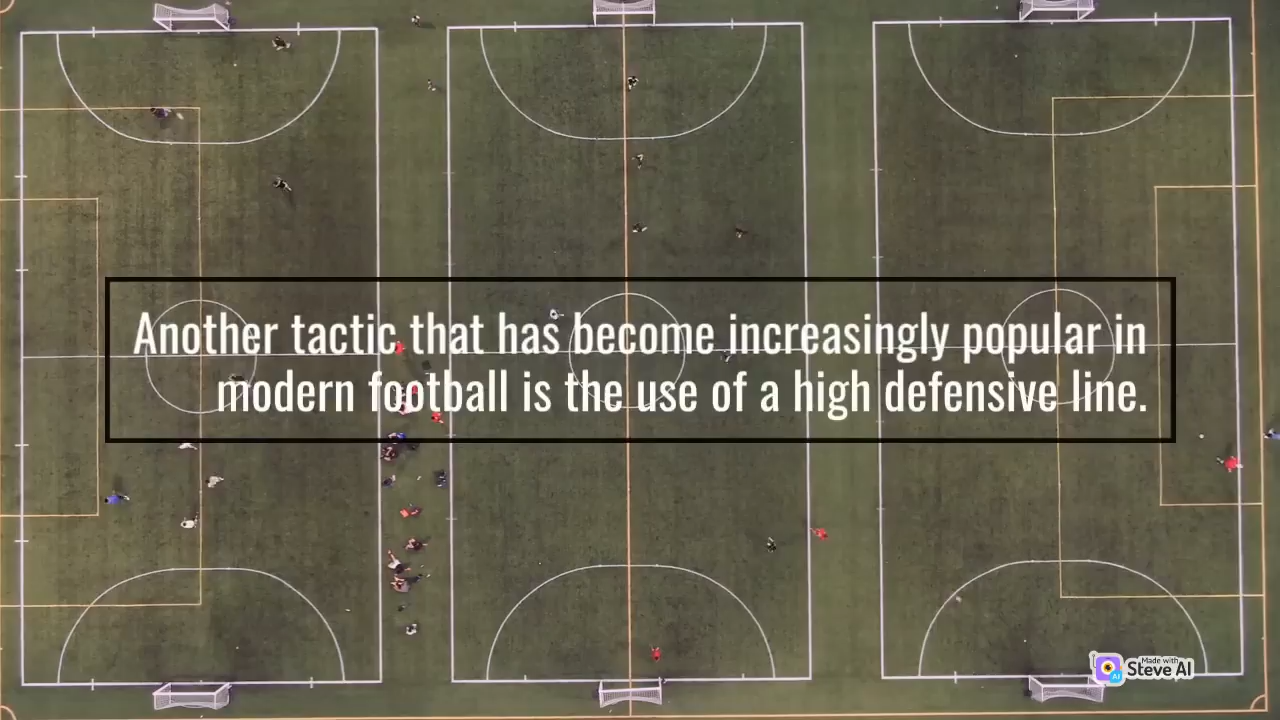 Another tactic that has become increasingly popular in
modern football is the use of a high defensive line.
Made with
Steve AI
AI